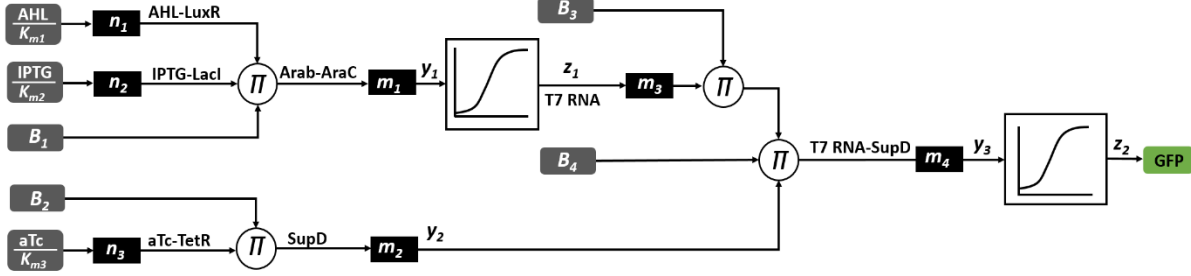 AHL
Km1
n1
AHL-LuxR
IPTG
Km2
n2
IPTG-LacI
Π
Arab-AraC
m1
y1
z1
T7 RNA
m3
B3
Π
B1
B4
Π
T7 RNA-SupD
m4
y3
z2
GFP
B2
aTc
Km3
n3
aTc-TetR
Π
SupD
m2
y2